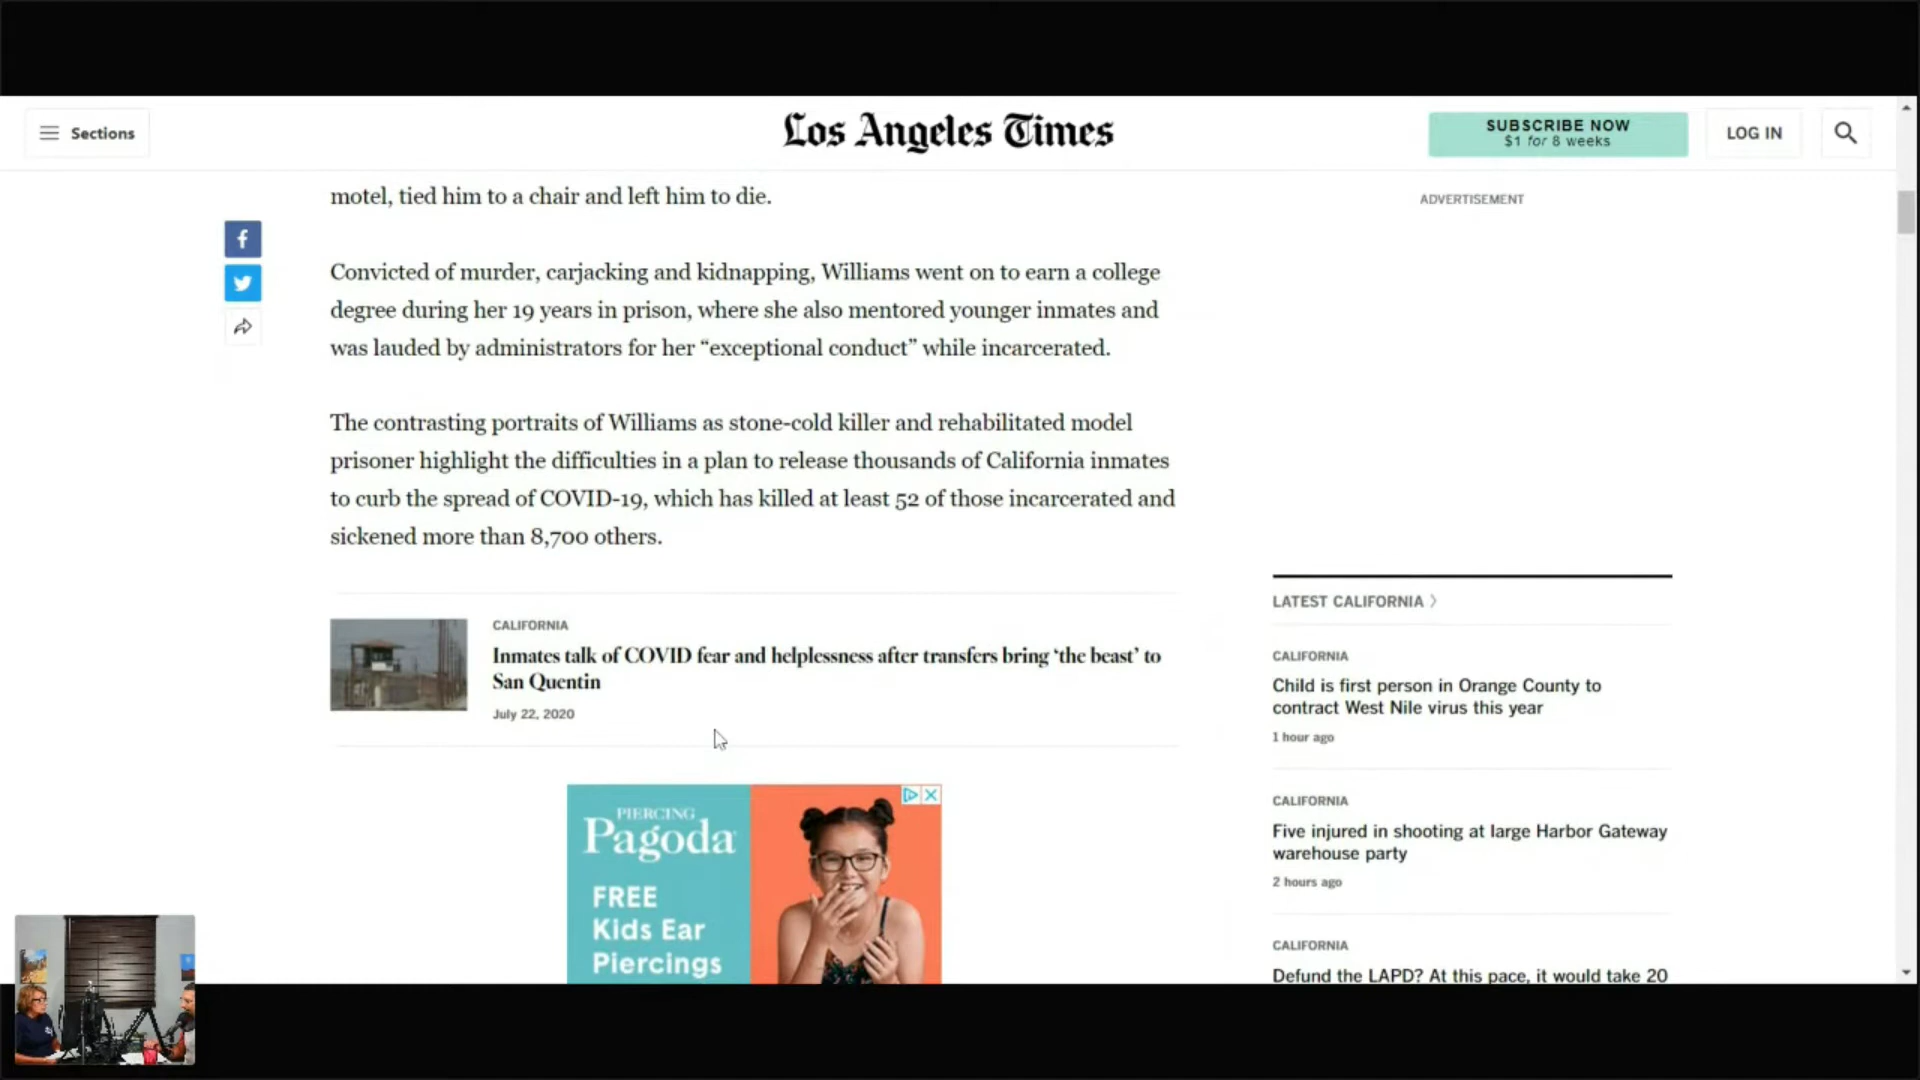 Sections
Los Angeles Times
SUBSCRIBE NOW
$1 for 8 weeks
LOG IN
motel, tied him to a chair and left him to die.
Convicted of murder, carjacking and kidnapping, Williams went on to earn a college
degree during her 19 years in prison, where she also mentored younger inmates and
was lauded by administrators for her “exceptional conduct” while incarcerated.
The contrasting portraits of Williams as stone-cold killer and rehabilitated model
prisoner highlight the difficulties in a plan to release thousands of California inmates
to curb the spread of COVID-19, which has killed at least 52 of those incarcerated and
sickened more than 8,700 others.
CALIFORNIA
Inmates talk of COVID fear and helplessness after transfers bring ‘the beast’ to
San Quentin
July 22, 2020
PIERCING
Pagoda
FREE
Kids Ear
Piercings
ADVERTISEMENT
LATEST CALIFORNIA
CALIFORNIA
Child is first person in Orange County to
contract West Nile virus this year
1 hour ago
CALIFORNIA
Five injured in shooting at large Harbor Gateway
warehouse party
2 hours ago
CALIFORNIA
Defund the LAPD? At this pace, it would take 20